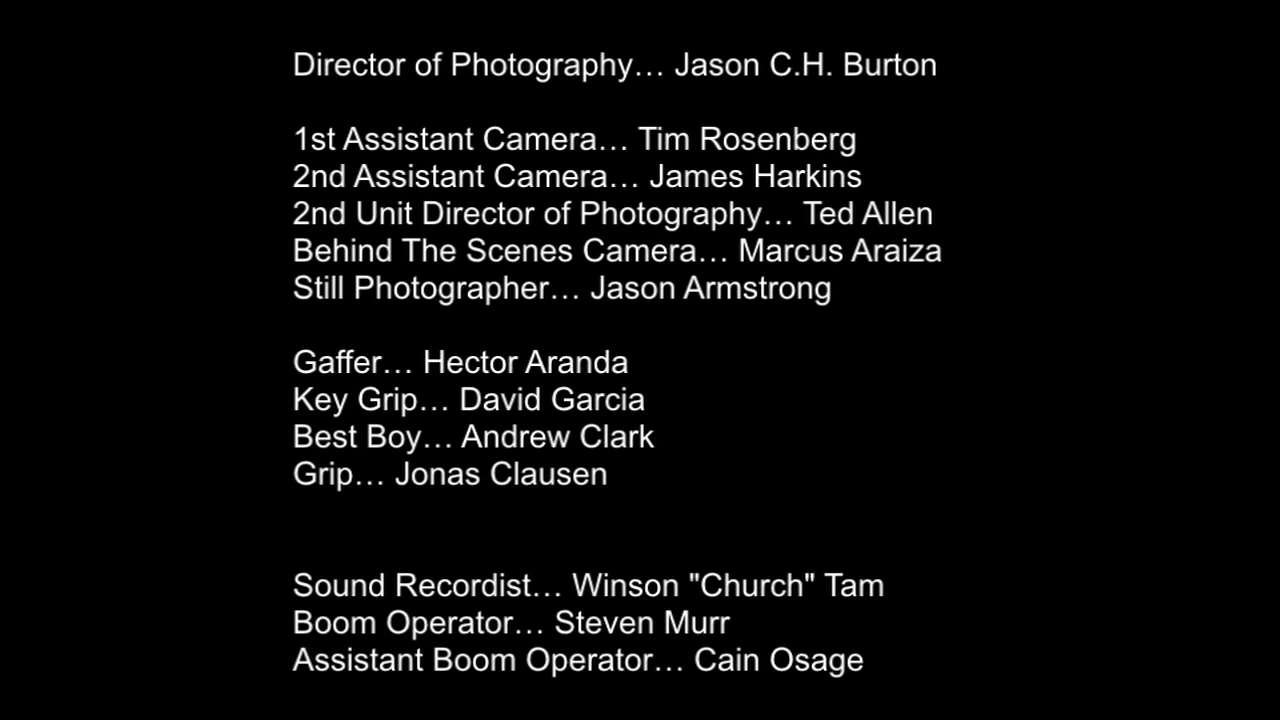 Director of Photography… Jason C.H. Burton
1st Assistant Camera… Tim Rosenberg
2nd Assistant Camera… James Harkins
2nd Unit Director of Photography… Ted Allen
Behind The Scenes Camera… Marcus Araiza
Still Photographer… Jason Armstrong
Gaffer… Hector Aranda
Key Grip… David Garcia
Best Boy… Andrew Clark
Grip… Jonas Clausen
Sound Recordist… Winson "Church" Tam
Boom Operator… Steven Murr
Assistant Boom Operator… Cain Osage